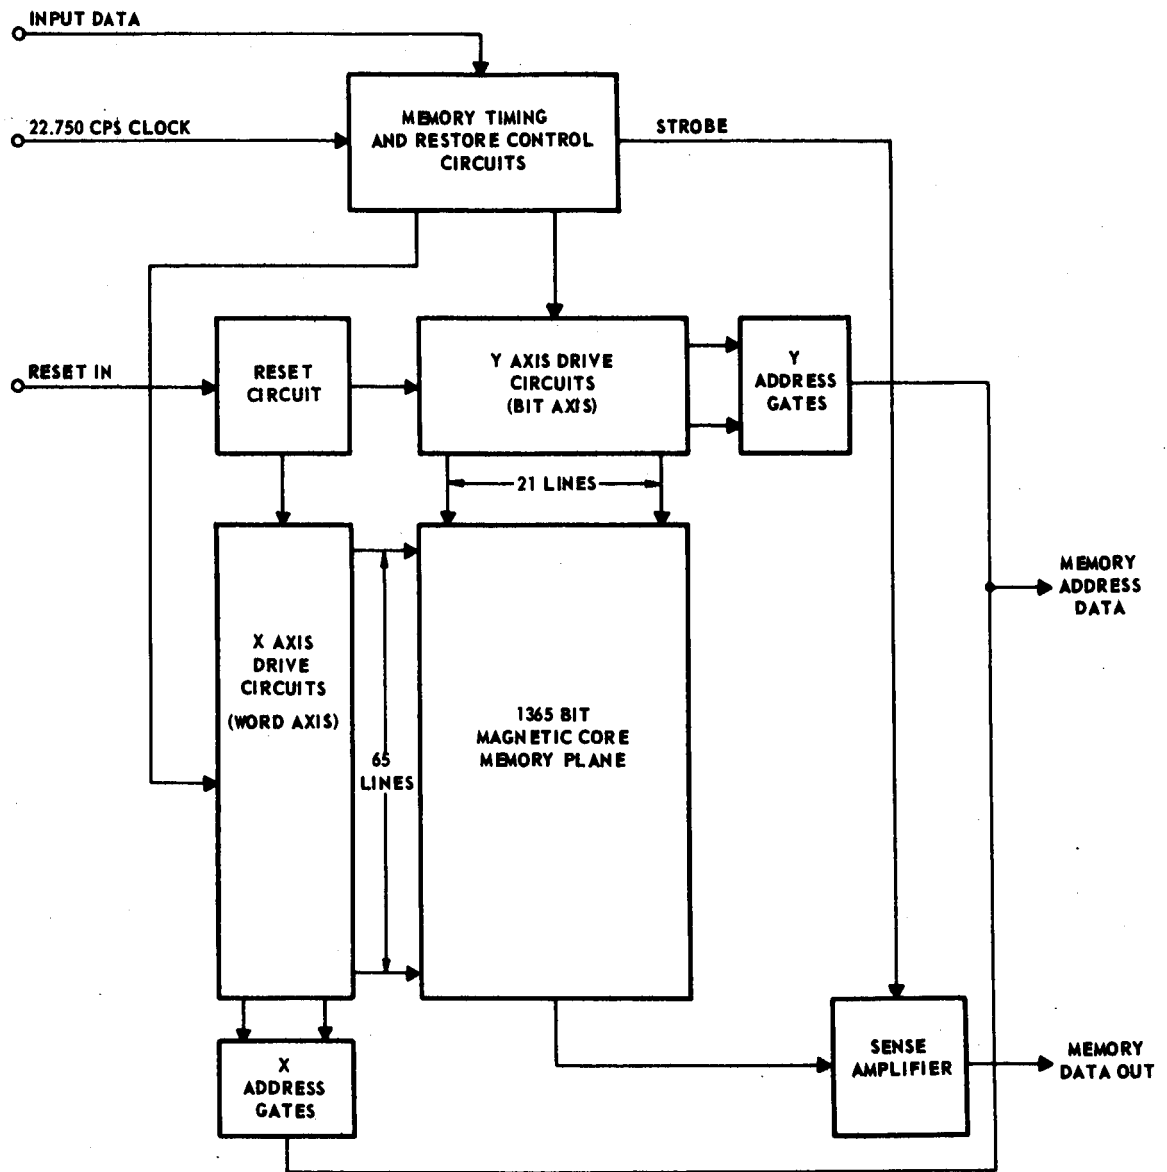 INPUT DATA
22.750 CPS CLOCK
MEMORY TIMING
AND RESTORE CONTROL
CIRCUITS
STROBE
RESET IN
RESET
CIRCUIT
Y AXIS DRIVE
CIRCUITS
(BIT AXIS)
Y
ADDRESS
GATES
21 LINES
X AXIS
DRIVE
CIRCUITS
(WORD AXIS)
65
LINES
1365 BIT
MAGNETIC CORE
MEMORY PLANE
MEMORY
ADDRESS
DATA
X
ADDRESS
GATES
SENSE
AMPLIFIER
MEMORY
DATA OUT